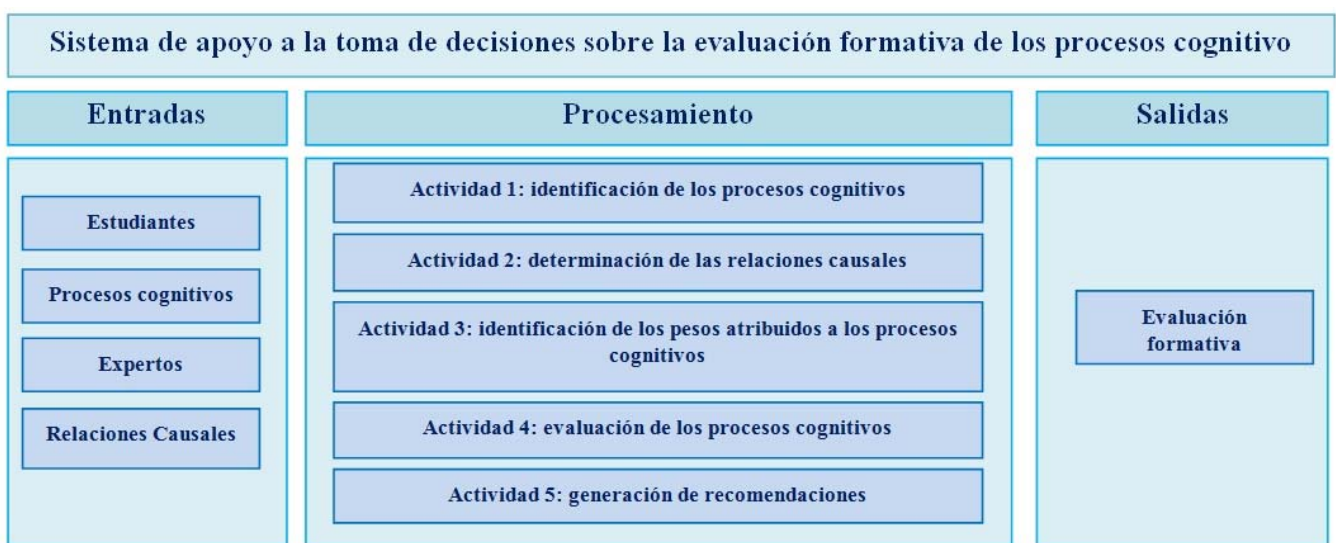 Sistema de apoyo a la toma de decisiones sobre la evaluación formativa de los procesos cognitivo
Entradas
Estudiantes
Procesos cognitivos
Expertos
Relaciones Causales
Procesamiento
Actividad 1: identificación de los procesos cognitivos
Actividad 2: determinación de las relaciones causales
Actividad 3: identificación de los pesos atribuidos a los procesos
cognitivos
Actividad 4: evaluación de los procesos cognitivos
Actividad 5: generación de recomendaciones
Salidas
Evaluación
formativa